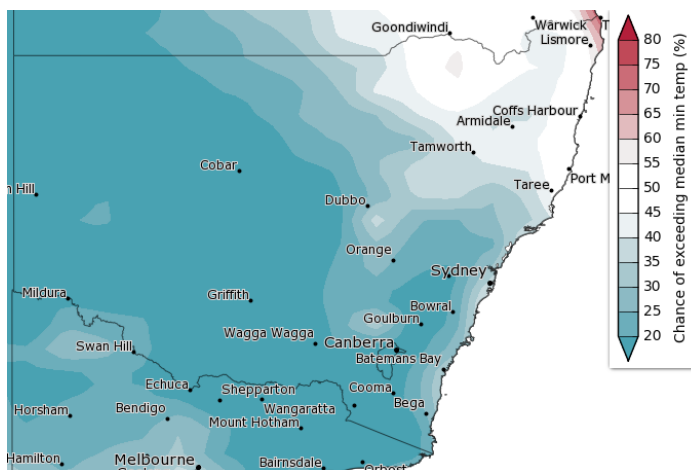 Goondiwindi
Warwick
T
Lismore
Coffs Harbour
Armidale
Tamworth
Cobar
Port M
Taree
n Hill
Dubbo
Orange
Sydney
Mildura
Griffith
Bowral
Goulburn
Wagga Wagga
Canberra
Swan Hill
Batemans Bay
Echuca
Shepparton
Cooma
Horsham
Bendigo
Wangaratta
Bega
Mount Hotham
Hamilton
Melbourne
Bairnsdale
Orbost
80
75
70
65
60
55
50
45
40
35
30
25
20
Chance of exceeding median min temp (%)